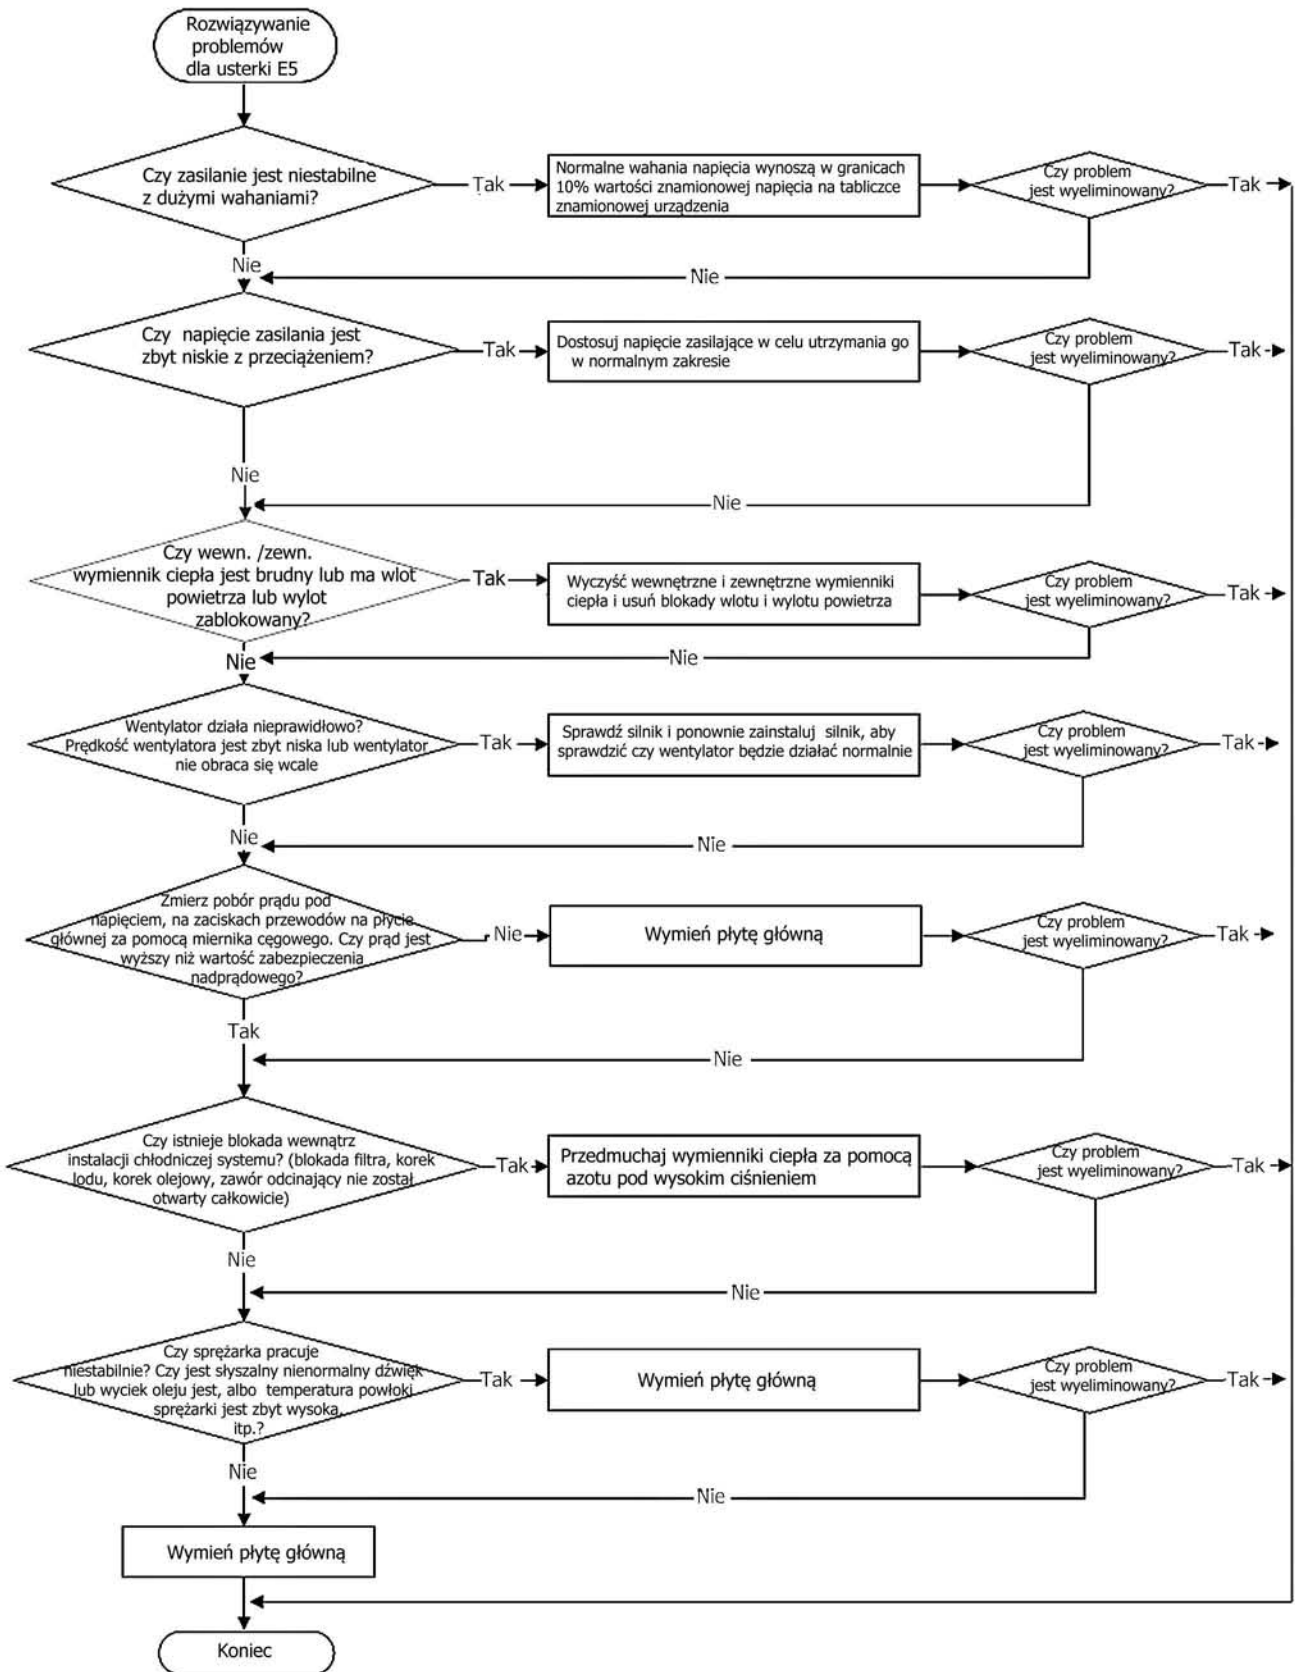 Rozwiązywanie
problemów
dla usterki E5
Czy zasilanie jest niestabilne
z dużymi wahaniami?
Tak
Normalne wahania napięcia wynoszą w granicach
10% wartości znamionowej napięcia na tabliczce
znamionowej urządzenia
Czy problem
jest wyeliminowany?
Tak
Nie
Nie
Czy napięcie zasilania jest
zbyt niskie z przeciążeniem?
Tak
Dostosuj napięcie zasilające w celu utrzymania go
w normalnym zakresie
Czy problem
jest wyeliminowany?
Tak
Nie
Nie
Czy wewn. /zewn.
wymiennik ciepła jest brudny lub ma wlot
powietrza lub wylot
zablokowany?
Tak
Wyczyść wewnętrzne i zewnętrzne wymienniki
ciepła i usuń blokady wlotu i wylotu powietrza
Czy problem
jest wyeliminowany?
Tak
Nie
Nie
Wentylator działa nieprawidłowo?
Prędkość wentylatora jest zbyt niska lub wentylator
nie obraca się wcale
Tak
Sprawdź silnik i ponownie zainstaluj silnik, aby
sprawdzić czy wentylator będzie działać normalnie
Czy problem
jest wyeliminowany?
Tak
Nie
Nie
Zmierz pobór prądu pod
napięciem, na zaciskach przewodów na płycie
głównej za pomocą miernika cęgowego. Czy prąd jest
wyższy niż wartość zabezpieczenia
nadprądowego?
Nie
Wymień płytę główną
Czy problem
jest wyeliminowany?
Tak
Tak
Nie
Czy istnieje blokada wewnątrz
instalacji chłodniczej systemu? (blokada filtra, korek
lodu, korek olejowy, zawór odcinający nie został
otwarty całkowicie)
Tak
Przedmuchaj wymienniki ciepła za pomocą
azotu pod wysokim ciśnieniem
Czy problem
jest wyeliminowany?
Tak
Nie
Nie
Czy sprężarka pracuje
niestabilnie? Czy jest słyszalny nienormalny dźwięk
lub wyciek oleju jest, albo temperatura powłoki
sprężarki jest zbyt wysoka,
itp.?
Tak
Wymień płytę główną
Czy problem
jest wyeliminowany?
Tak
Nie
Nie
Wymień płytę główną
Koniec